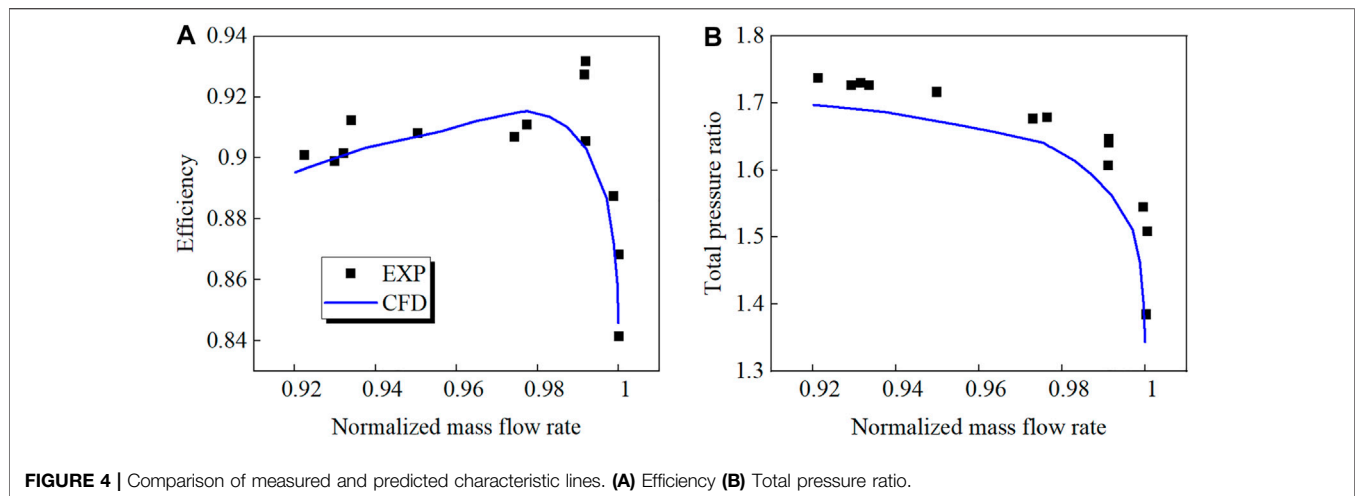 A
0.94
0.92
0.9
0.88
0.86
0.84
Efficiency
EXP
CFD
0.92 0.94 0.96 0.98 1
Normalized mass flow rate
B
1.8
1.7
1.6
1.5
1.4
1.3
Total pressure ratio
0.92 0.94 0.96 0.98 1
Normalized mass flow rate
FIGURE 4 | Comparison of measured and predicted characteristic lines. (A) Efficiency (B) Total pressure ratio.